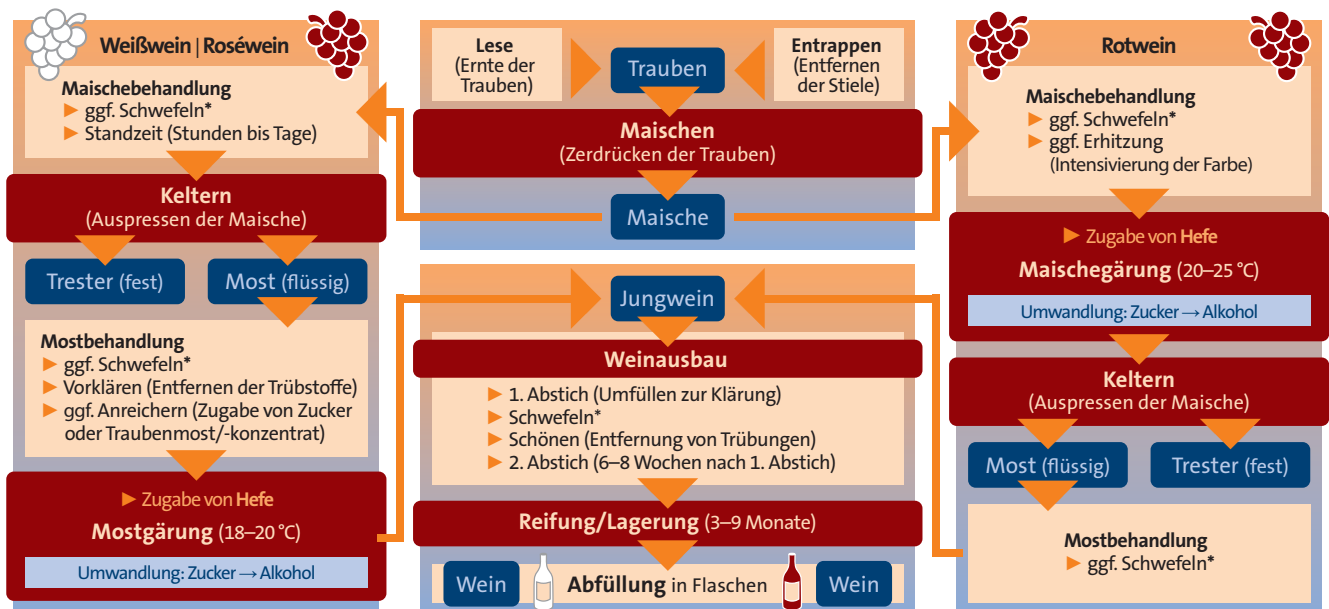 Weißwein | Roséwein
Maischebehandlung
► ggf. Schwefeln*
► Standzeit (Stunden bis Tage)
Keltern
(Auspressen der Maische)
Trester (fest)
Most (flüssig)
Mostbehandlung
► ggf. Schwefeln*
► Vorklären (Entfernen der Trübstoffe)
► ggf. Anreichern (Zugabe von Zucker
oder Traubenmost/-konzentrat)
► Zugabe von Hefe
Mostgärung (18–20 °C)
Umwandlung: Zucker → Alkohol
Lese
(Ernte der
Trauben)
Trauben
Entrappen
(Entfernen
der Stiele)
Maischen
(Zerdrücken der Trauben)
Maische
Jungwein
Weinausbau
► 1. Abstich (Umfüllen zur Klärung)
► Schwefeln*
► Schönen (Entfernung von Trübungen)
► 2. Abstich (6–8 Wochen nach 1. Abstich)
Reifung/Lagerung (3–9 Monate)
Wein
Abfüllung in Flaschen
Wein
Rotwein
Maischebehandlung
► ggf. Schwefeln*
► ggf. Erhitzung
(Intensivierung der Farbe)
► Zugabe von Hefe
Maischegärung (20–25 °C)
Umwandlung: Zucker → Alkohol
Keltern
(Auspressen der Maische)
Most (flüssig)
Trester (fest)
Mostbehandlung
► ggf. Schwefeln*